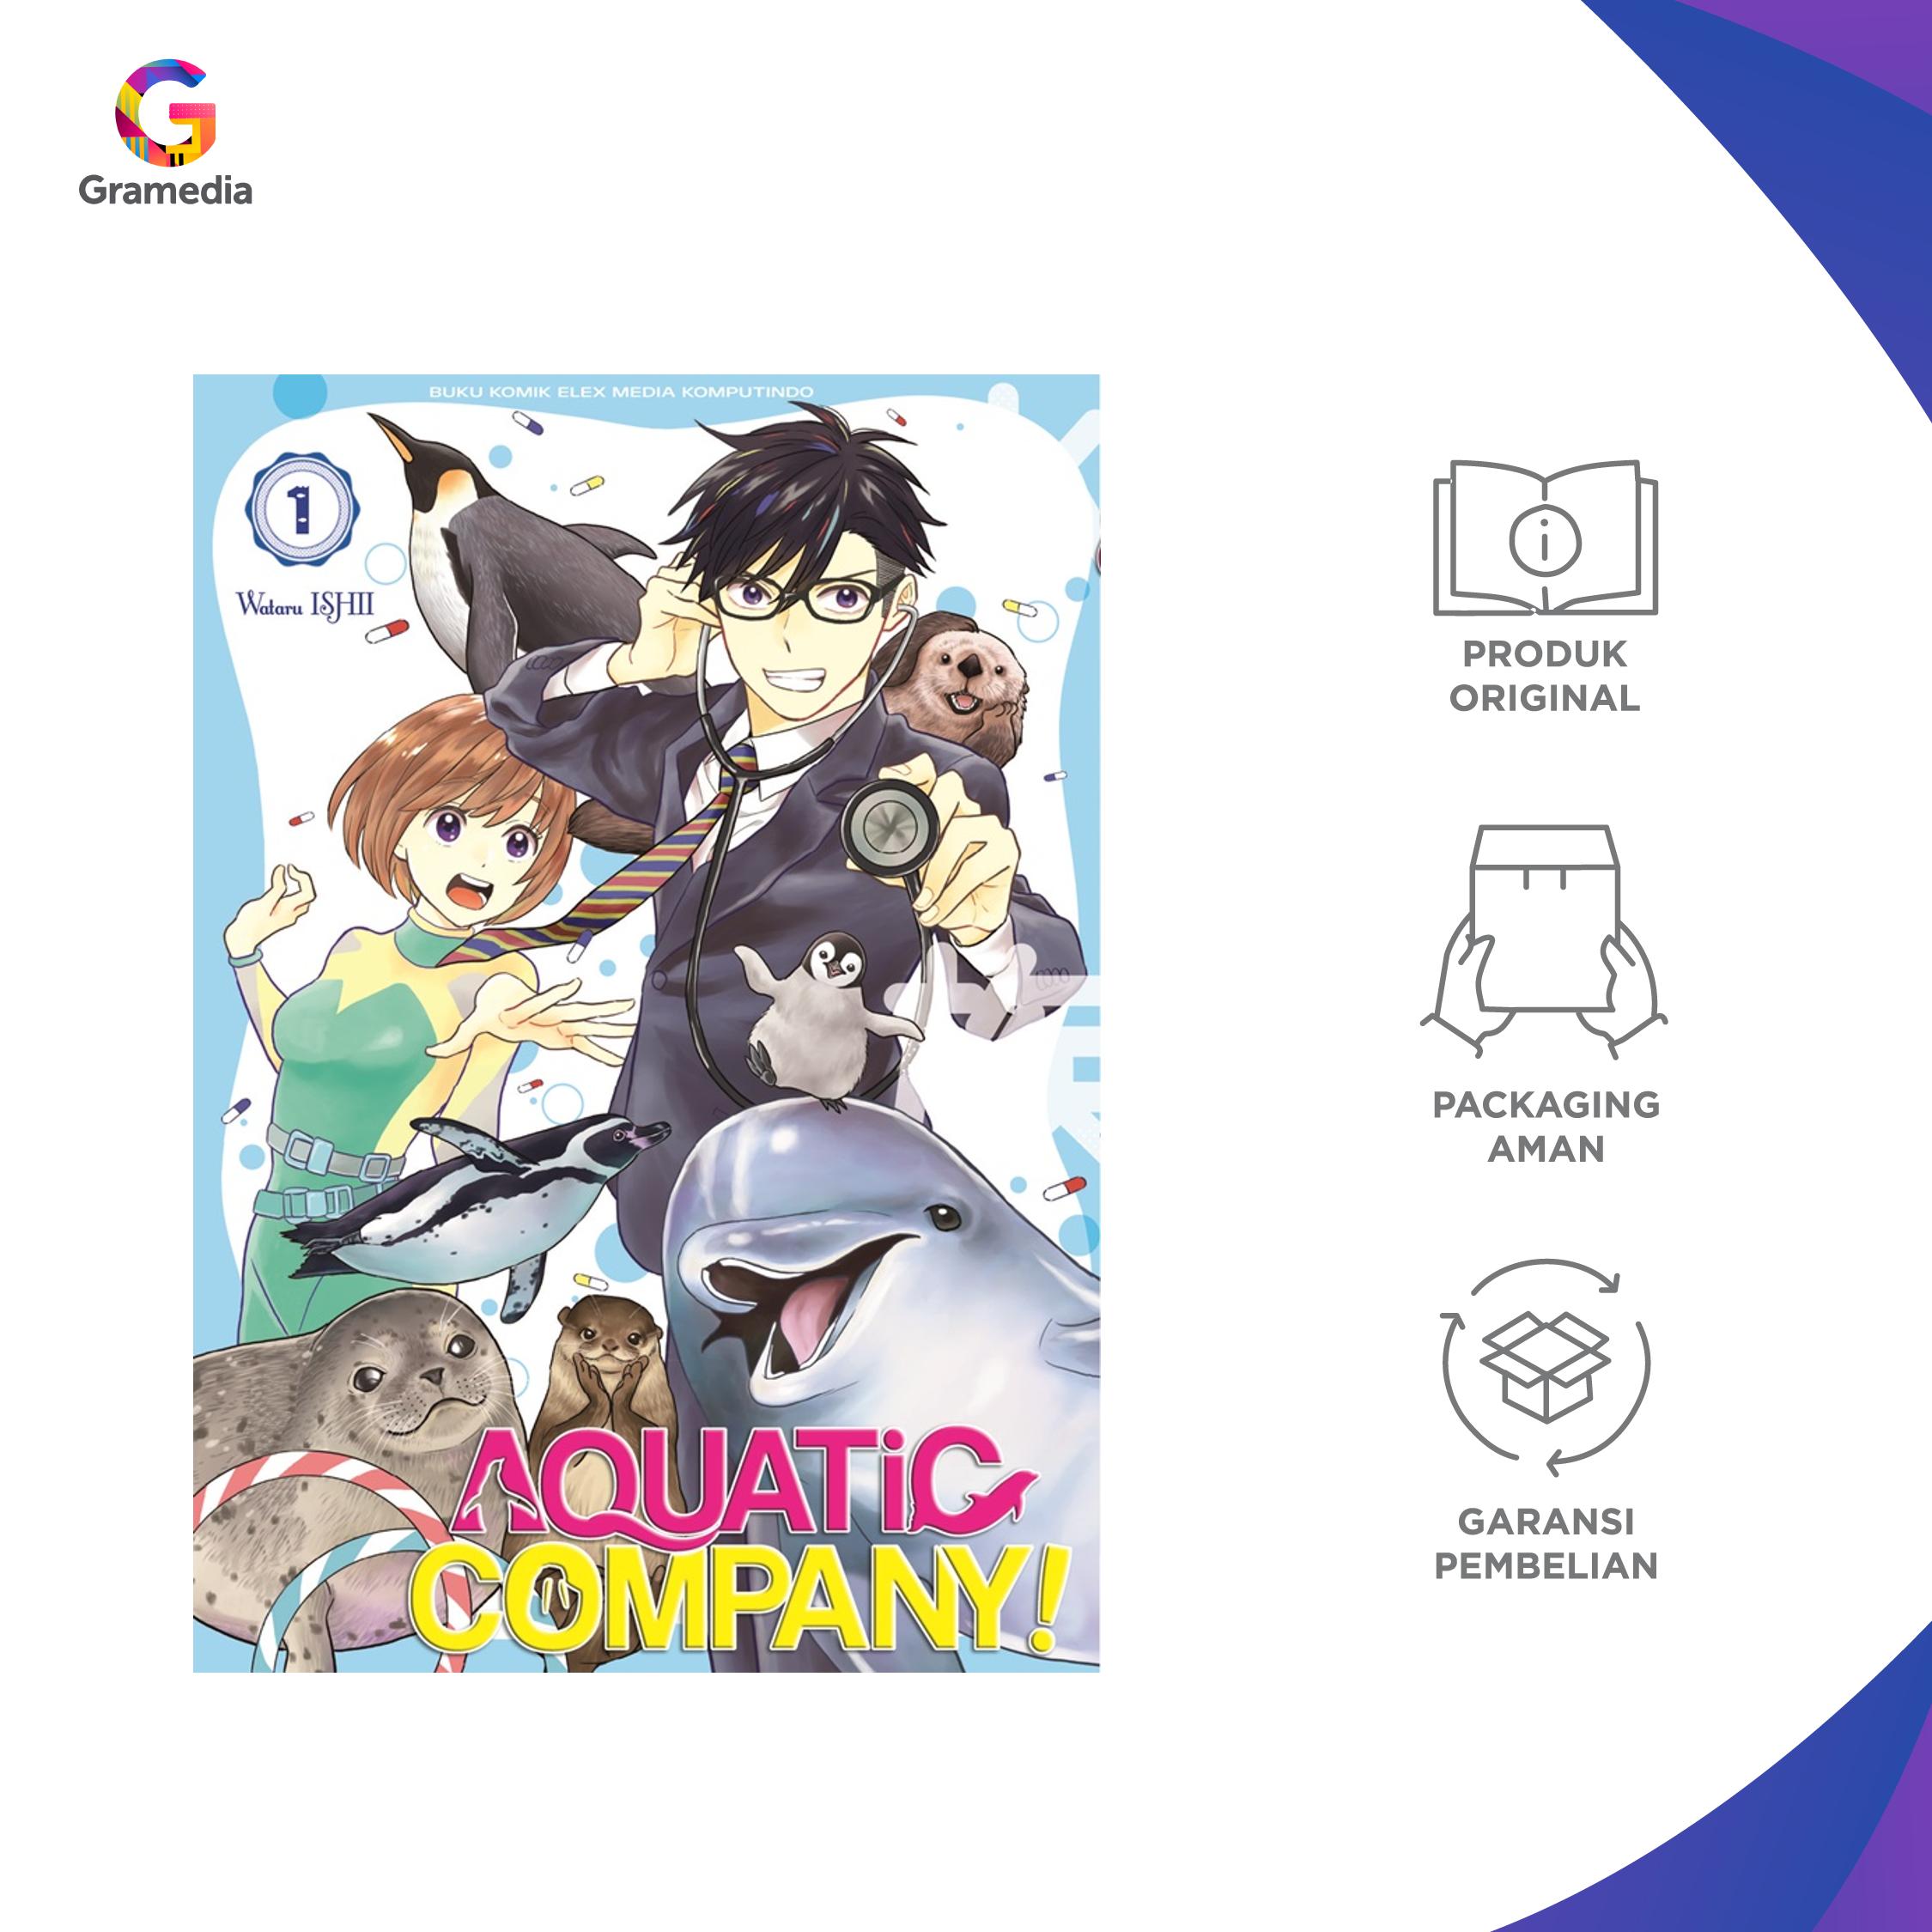 Gramedia
BUKU KOMIK ELEX MEDIA KOMPUTINDO
1
Wataru ISHII
AQUATiC
COMPANY!
PRODUK
ORIGINAL
PACKAGING
AMAN
GARANSI
PEMBELIAN